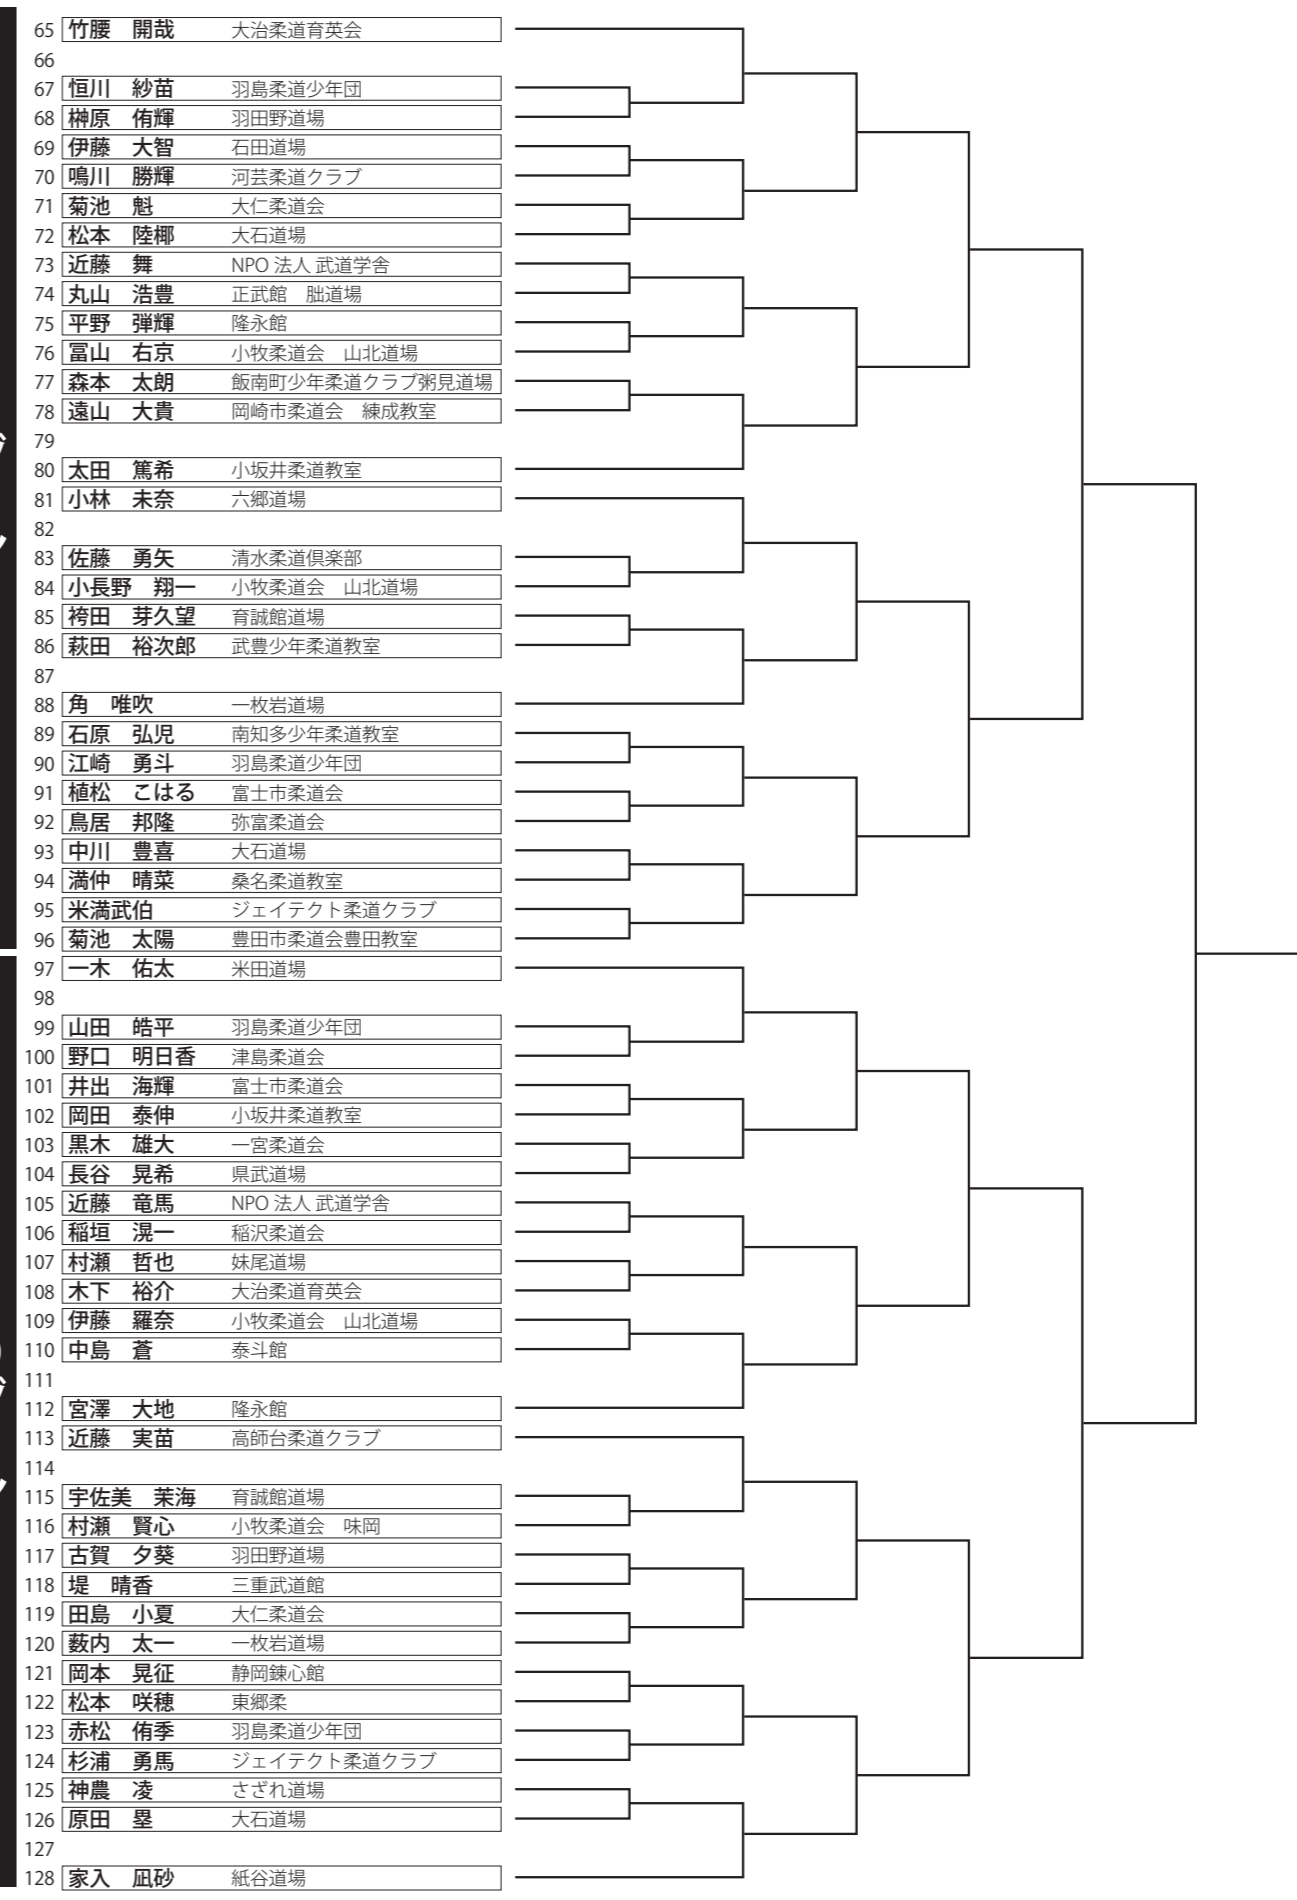 65 竹腰　開哉　大治柔道育英会
66
67 恒川　紗苗　羽島柔道少年団
68 榊原　侑輝　羽田野道場
69 伊藤　大智　石田道場
70 鳴川　勝輝　河芸柔道クラブ
71 菊池　魁　大仁柔道会
72 松本　陸椰　大石道場
73 近藤　舞　NPO 法人 武道学舎
74 丸山　浩豊　正武館　朏道場
75 平野　弾輝　隆永館
76 冨山　右京　小牧柔道会　山北道場
77 森本　太朗　飯南町少年柔道クラブ粥見道場
78 遠山　大貴　岡崎市柔道会　練成教室
79
80 太田　篤希　小坂井柔道教室
81 小林　未奈　六郷道場
82
83 佐藤　勇矢　清水柔道倶楽部
84 小長野　翔一　小牧柔道会　山北道場
85 袴田　芽久望　育誠館道場
86 萩田　裕次郎　武豊少年柔道教室
87
88 角　唯吹　一枚岩道場
89 石原　弘児　南知多少年柔道教室
90 江崎　勇斗　羽島柔道少年団
91 植松　こはる　富士市柔道会
92 鳥居　邦隆　弥富柔道会
93 中川　豊喜　大石道場
94 満仲　晴菜　桑名柔道教室
95 米満武伯　ジェイテクト柔道クラブ
96 菊池　太陽　豊田市柔道会豊田教室
97 一木　佑太　米田道場
98
99 山田　皓平　羽島柔道少年団
100 野口　明日香　津島柔道会
101 井出　海輝　富士市柔道会
102 岡田　泰伸　小坂井柔道教室
103 黒木　雄大　一宮柔道会
104 長谷　晃希　県武道場
105 近藤　竜馬　NPO 法人 武道学舎
106 稲垣　滉一　稲沢柔道会
107 村瀬　哲也　妹尾道場
108 木下　裕介　大治柔道育英会
109 伊藤　羅奈　小牧柔道会　山北道場
110 中島　蒼　泰斗館
111
112 宮澤　大地　隆永館
113 近藤　実苗　高師台柔道クラブ
114
115 宇佐美　茉海　育誠館道場
116 村瀬　賢心　小牧柔道会　味岡
117 古賀　夕葵　羽田野道場
118 堤　晴香　三重武道館
119 田島　小夏　大仁柔道会
120 薮内　太一　一枚岩道場
121 岡本　晃征　静岡錬心館
122 松本　咲穂　東郷柔
123 赤松　侑季　羽島柔道少年団
124 杉浦　勇馬　ジェイテクト柔道クラブ
125 神農　凌　さざれ道場
126 原田　塁　大石道場
127
128 家入　凪砂　紙谷道場